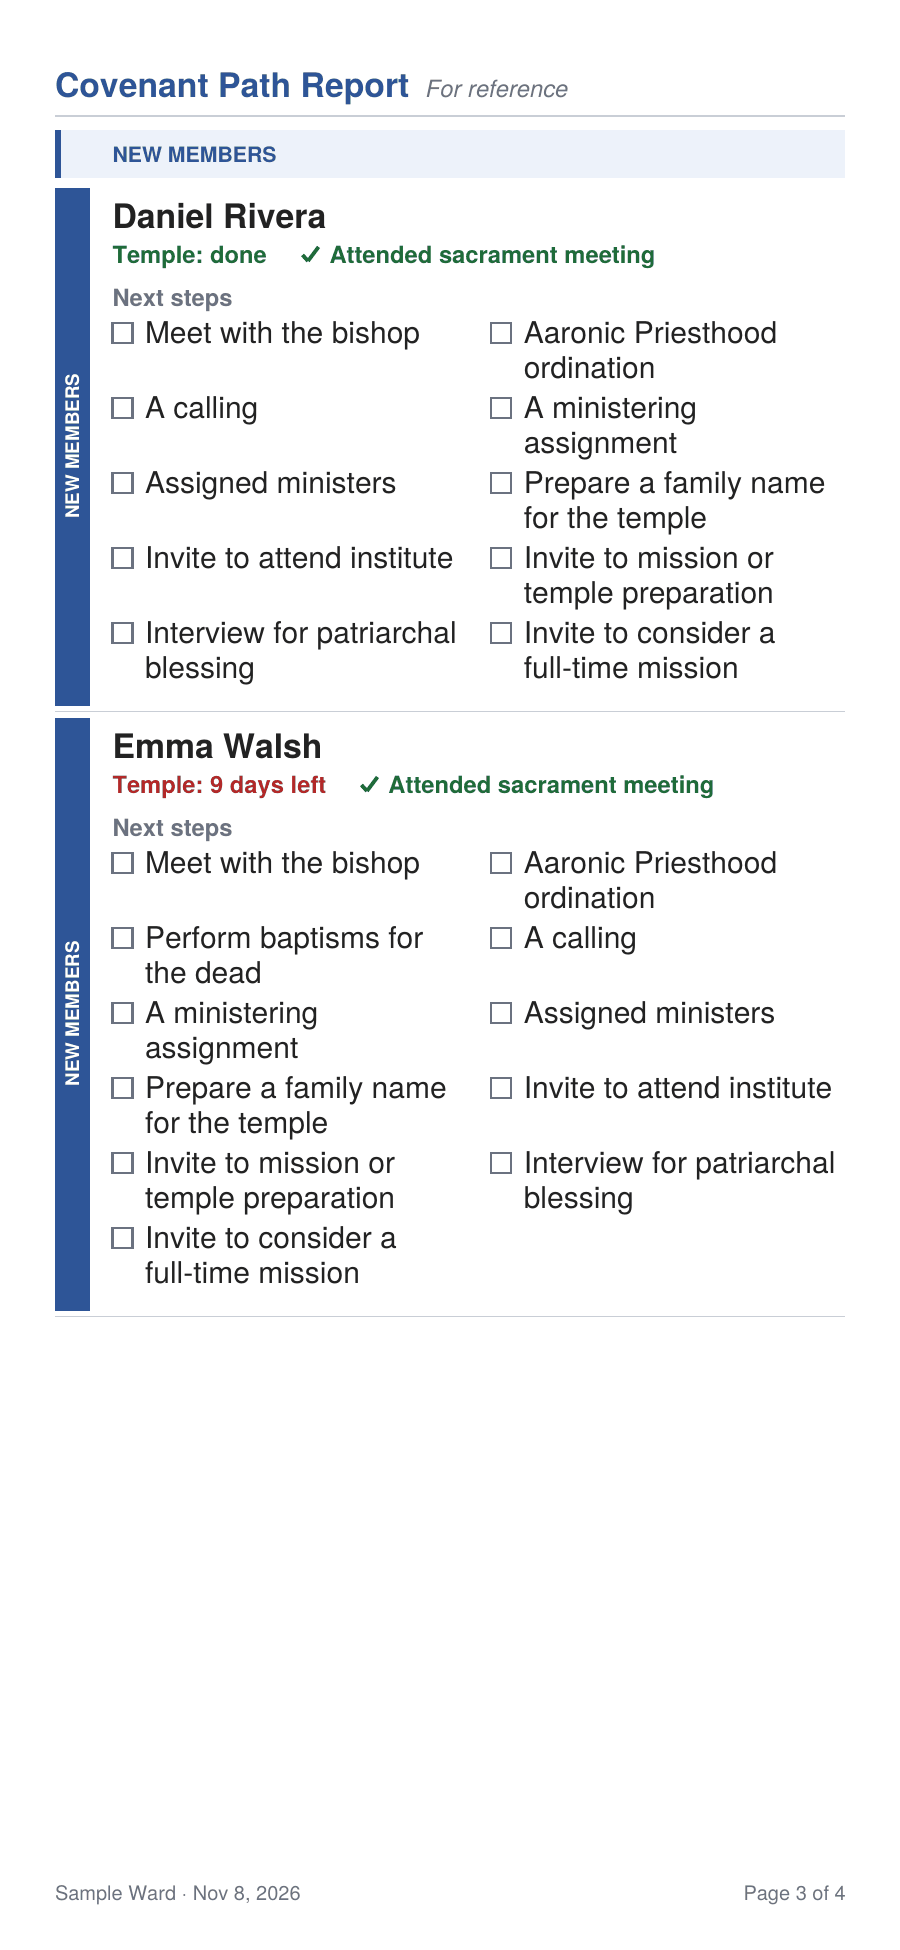 Covenant Path Report For reference
NEW MEMBERS
NEW MEMBERS
Daniel Rivera
Temple: done ✓ Attended sacrament meeting
Next steps
Meet with the bishop
Aaronic Priesthood
ordination
A calling
A ministering
assignment
Assigned ministers
Prepare a family name
for the temple
Invite to attend institute
Invite to mission or
temple preparation
Interview for patriarchal
blessing
Invite to consider a
full-time mission
NEW MEMBERS
Emma Walsh
Temple: 9 days left ✓ Attended sacrament meeting
Next steps
Meet with the bishop
Aaronic Priesthood
ordination
Perform baptisms for
the dead
A calling
A ministering
assignment
Assigned ministers
Prepare a family name
for the temple
Invite to attend institute
Invite to mission or
temple preparation
Interview for patriarchal
blessing
Invite to consider a
full-time mission
Sample Ward · Nov 8, 2026
Page 3 of 4